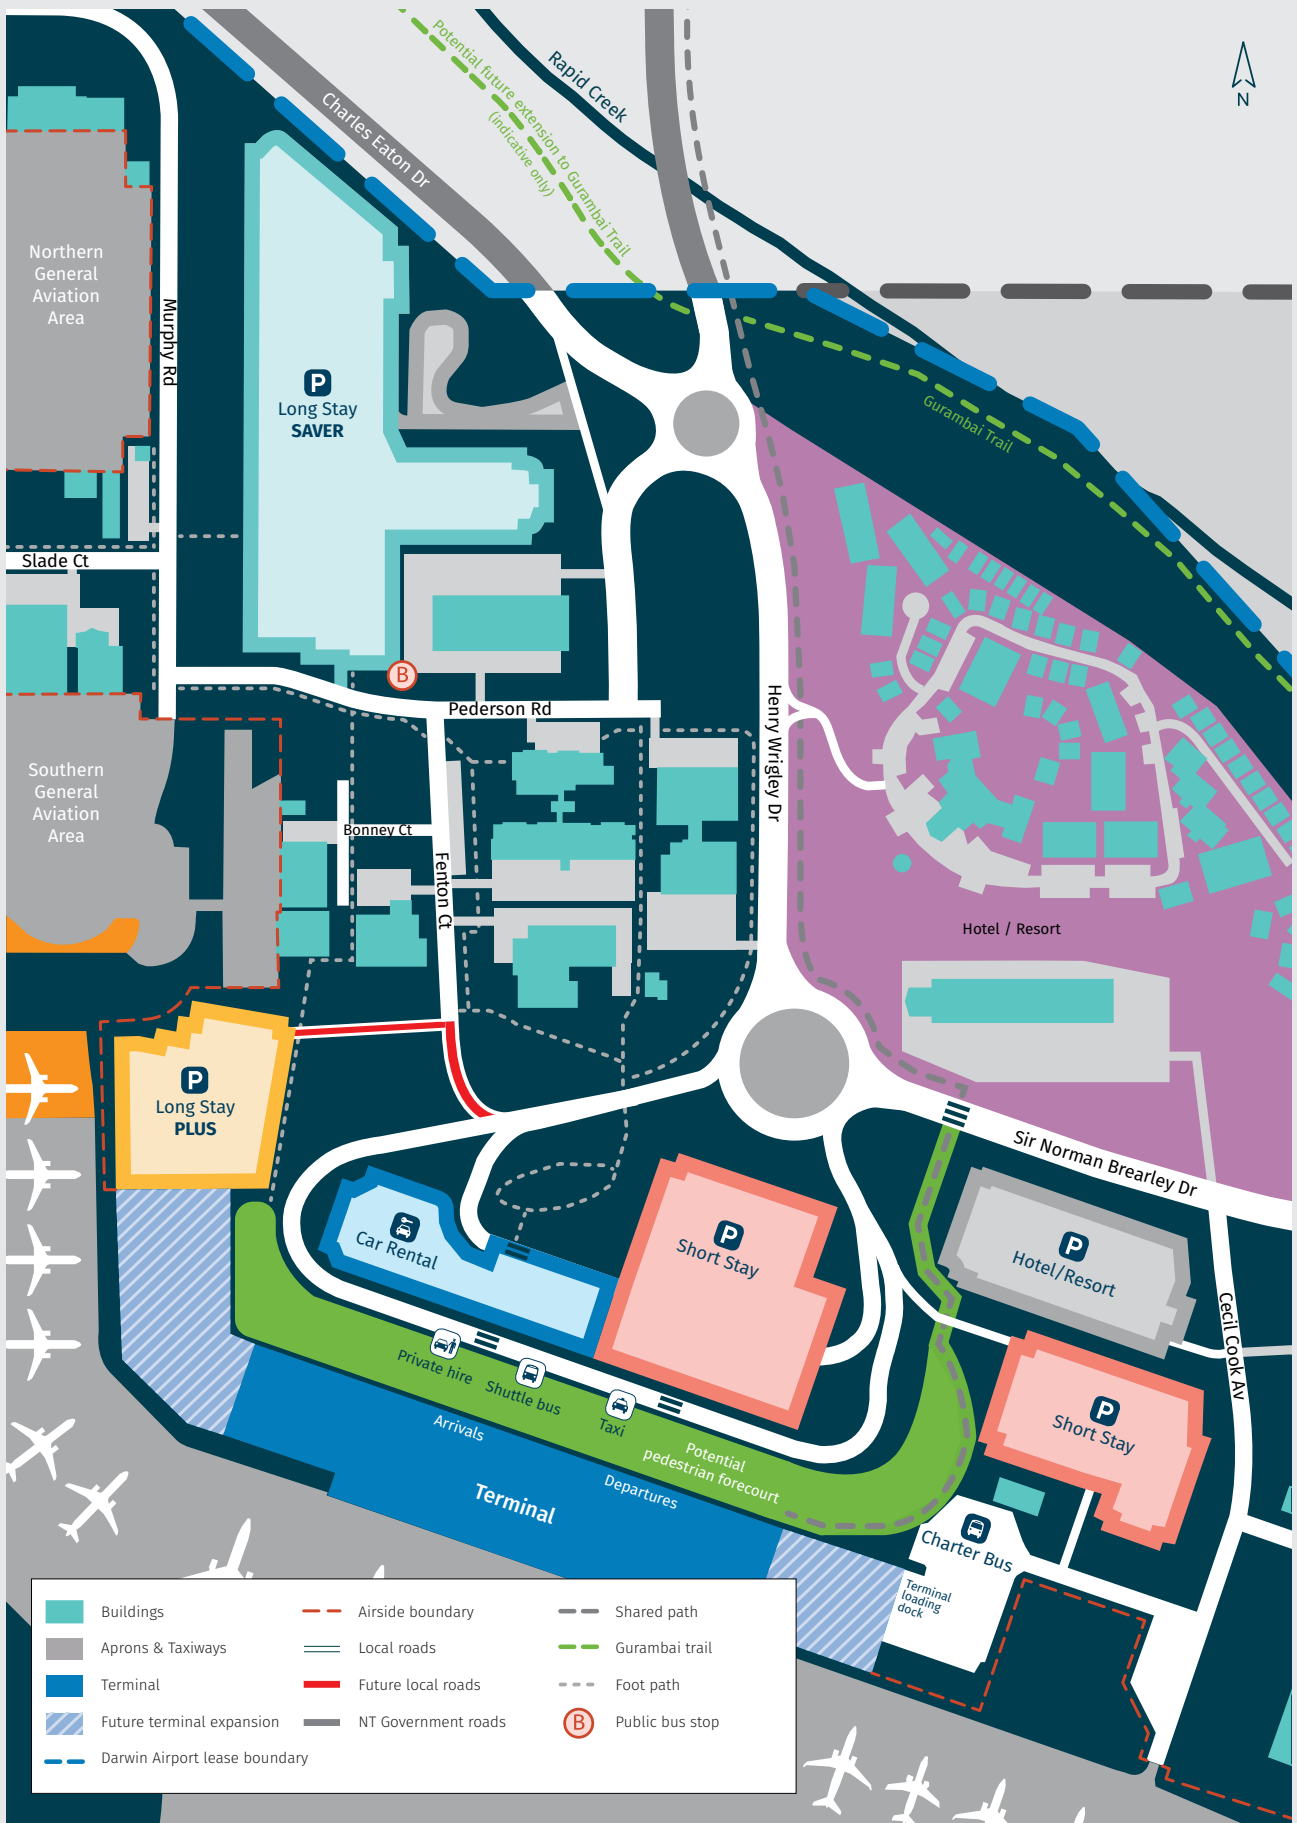 Potential future extension to Gurambai Trail
(indicative only)
Rapid Creek
N
Charles Eaton Dr
Northern
General
Aviation
Area
Murphy Rd
P
Long Stay
SAVER
Gurambai Trail
Slade Ct
B
Pederson Rd
Henry Wrigley Dr
Southern
General
Aviation
Area
Bonney Ct
Fenton Ct
Hotel / Resort
P
Long Stay
PLUS
Sir Norman Brearley Dr
Car Rental
P
Short Stay
P
Hotel/Resort
Cecil Cook Av
Private hire
Shuttle bus
Taxi
P
Short Stay
Arrivals
Potential
pedestrian forecourt
Departures
Terminal
Charter Bus
Terminal
loading
dock
Buildings
Airside boundary
Shared path
Aprons & Taxiways
Local roads
Gurambai trail
Terminal
Future local roads
Foot path
Future terminal expansion
NT Government roads
B
Public bus stop
Darwin Airport lease boundary